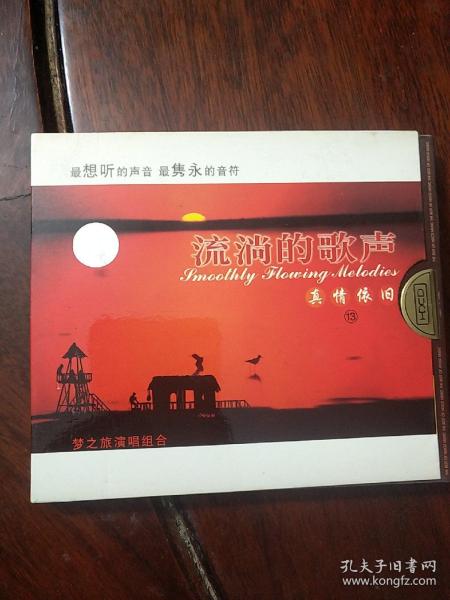 最想听的声音 最隽永的音符
流淌的歌声
Smoothly Flowing Melodies
真情依旧
⑬
HDCD
梦之旅演唱组合
孔夫子旧书网
www.kongfz.com